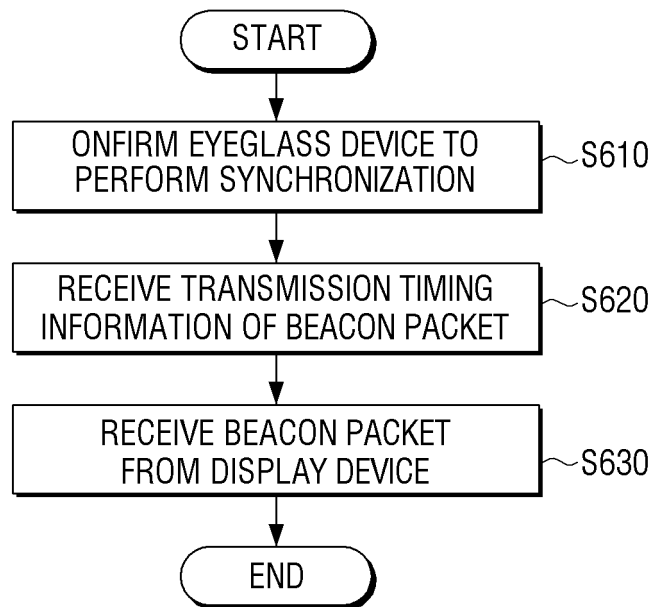 START
ONFIRM EYEGLASS DEVICE TO
PERFORM SYNCHRONIZATION
S610
RECEIVE TRANSMISSION TIMING
INFORMATION OF BEACON PACKET
S620
RECEIVE BEACON PACKET
FROM DISPLAY DEVICE
S630
END